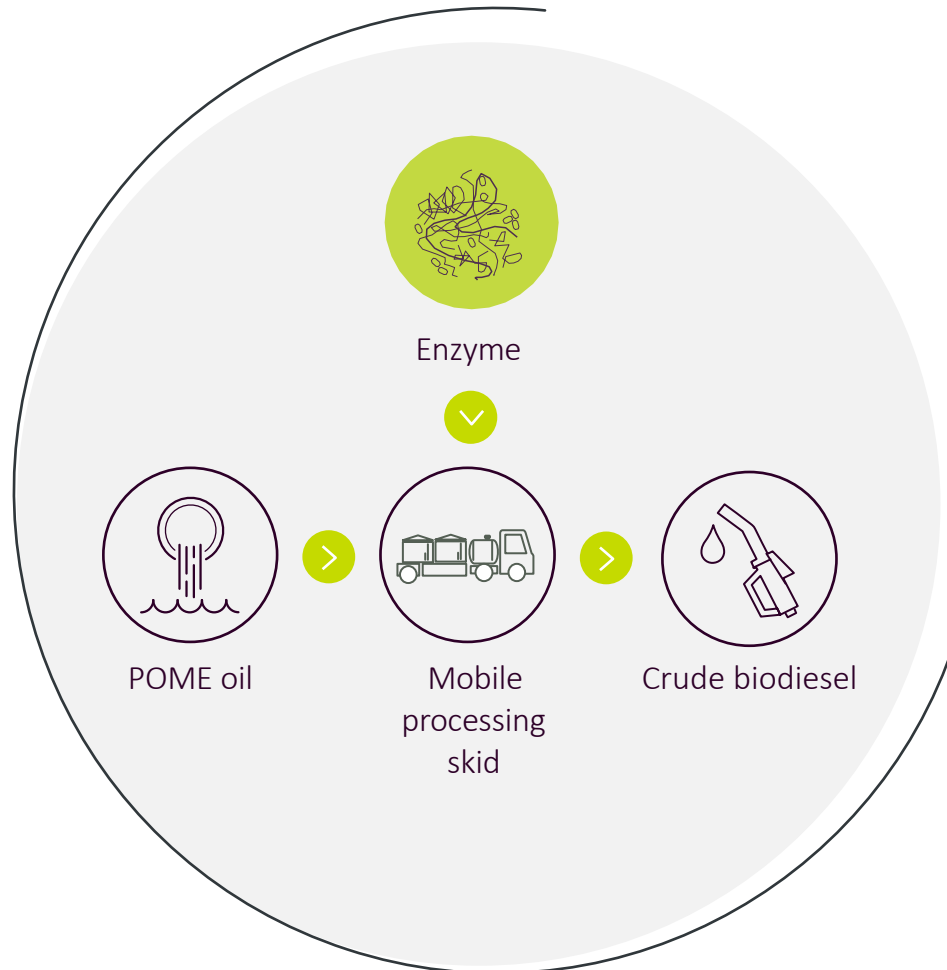 Enzyme
POME oil
Mobile
processing
skid
Crude biodiesel